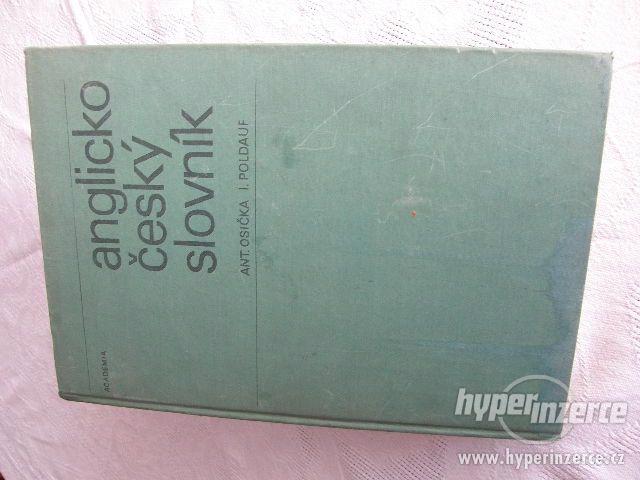 anglicko
český
slovník
ANT. OSIČKA I. POLDAUF
ACADEMIA
hyperinzerce
www.hyperinzerce.cz